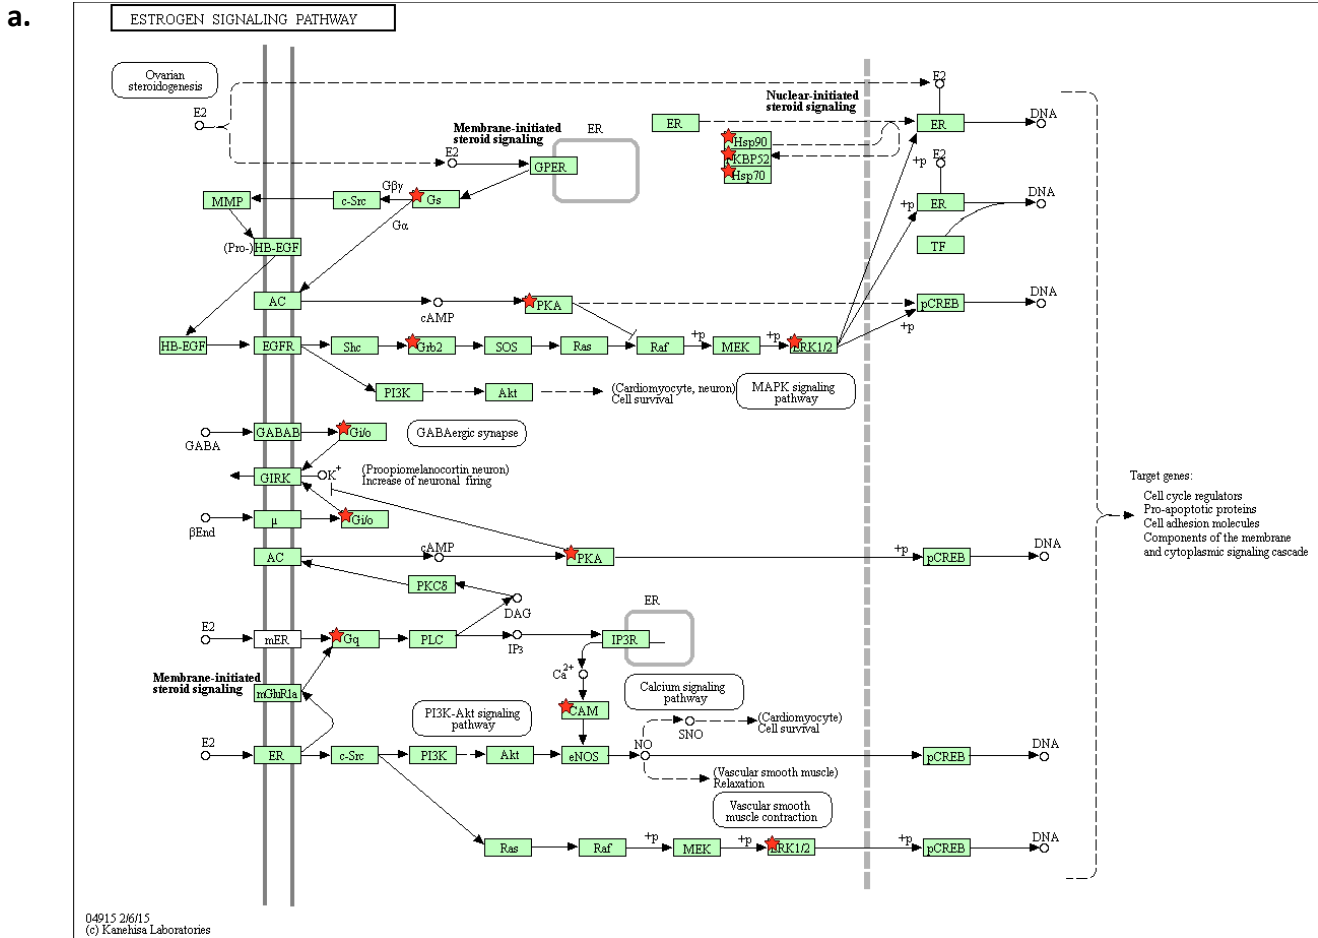 a.
ESTROGEN SIGNALING PATHWAY
Ovarian
steroidogenesis
E2
E2
Nuclear-initiated
steroid signaling
ER
ER
DNA
Membrane-initiated
steroid signaling
ER
Hsp90
KBP52
Hsp70
E2
GPER
+p
E2
Gβγ
MMP
c-Src
Gs
Gα
+p
ER
DNA
TF
(Pro-)
HB-EGF
AC
cAMP
PKA
pCREB
DNA
+p
HB-EGF
EGFR
Shc
Grb2
SOS
Ras
Raf
+p
MEK
+p
ERK1/2
PI3K
Akt
(Cardiomyocyte, neuron)
Cell survival
MAPK signaling
pathway
GABA
GABAB
Gi/o
GABAergic synapse
GIRK
K+
(Proopiomelanocortin neuron)
Increase of neuronal firing
Target genes:
Cell cycle regulators
Pro-apoptotic proteins
Cell adhesion molecules
Components of the membrane
and cytoplasmic signaling cascade
βEnd
μ
Gi/o
AC
cAMP
PKA
+p
pCREB
DNA
PKCδ
DAG
ER
E2
mER
Gq
PLC
IP3
IP3R
Ca2+
Membrane-initiated
steroid signaling
mGluR1a
CAM
Calcium signaling
pathway
PI3K-Akt signaling
pathway
SNO
(Cardiomyocyte)
Cell survival
E2
ER
c-Src
PI3K
Akt
eNOS
NO
pCREB
DNA
(Vascular smooth muscle)
Relaxation
Vascular smooth
muscle contraction
Ras
Raf
+p
MEK
+p
ERK1/2
+p
pCREB
DNA
04915 2/6/15
(c) Kanehisa Laboratories